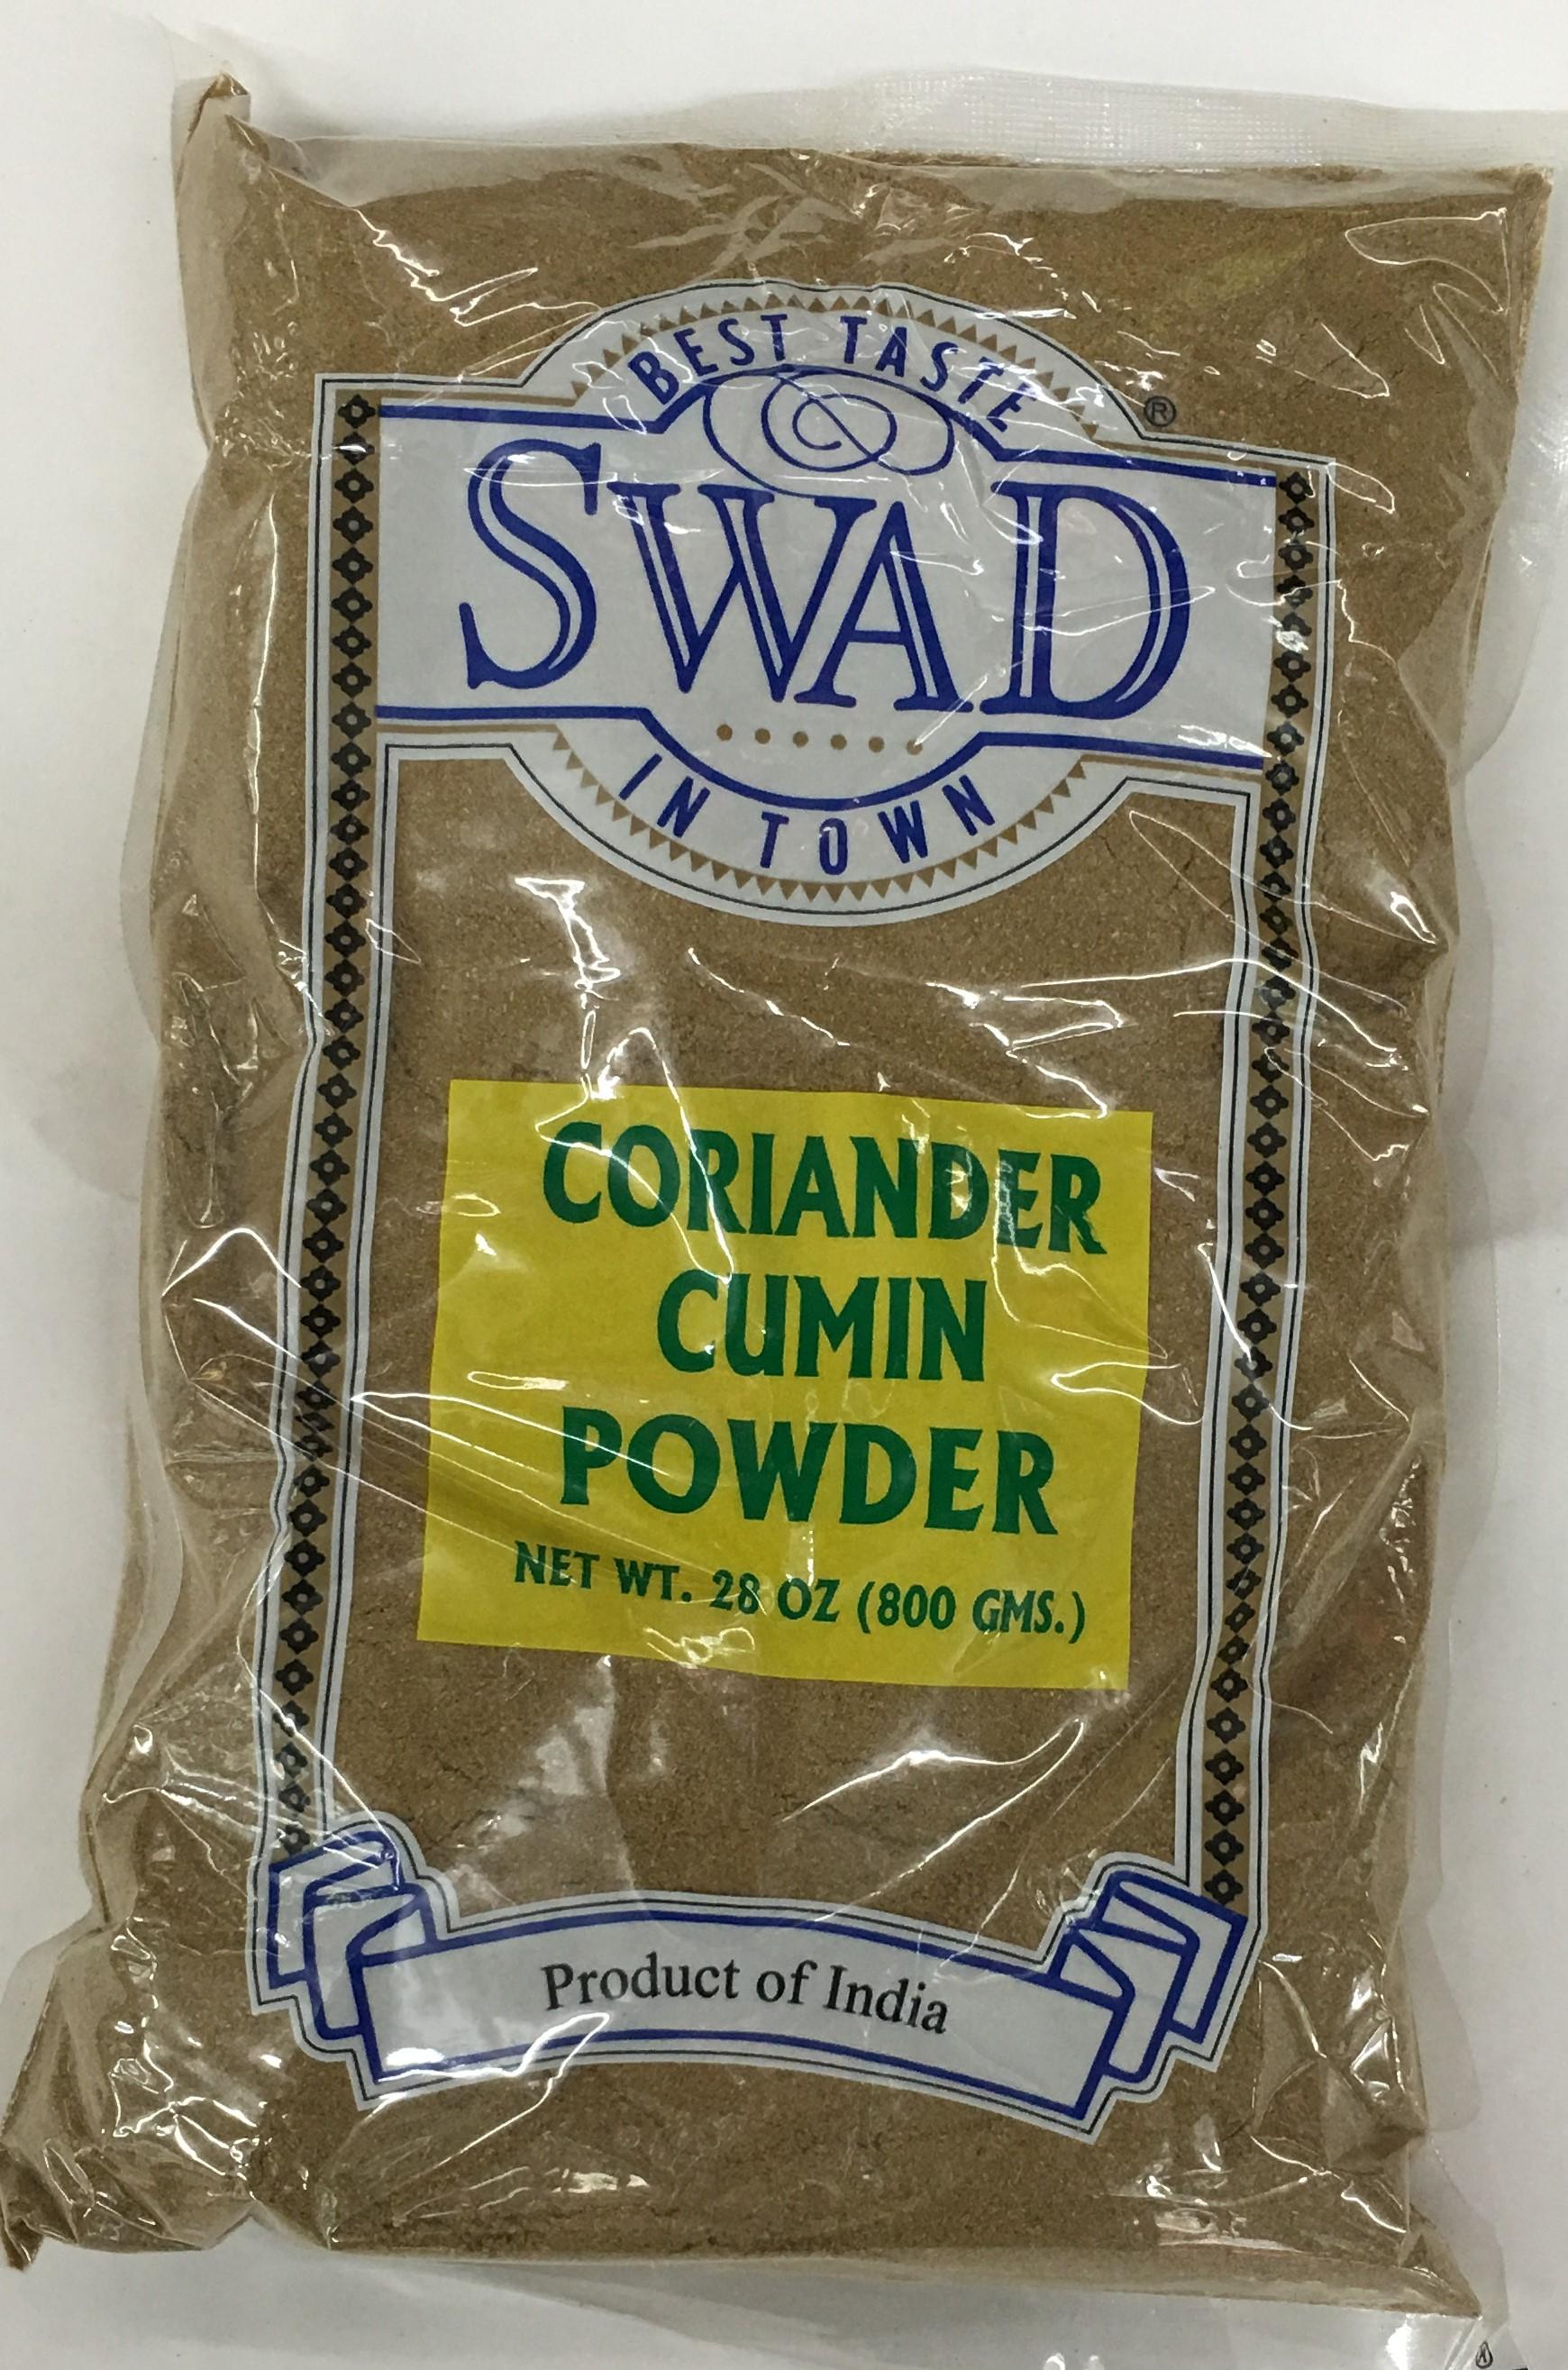 BEST TASTE
®
SWAD
IN TOWN
CORIANDER
CUMIN
POWDER
NET WT. 28 OZ (800 GMS.)
Product of India